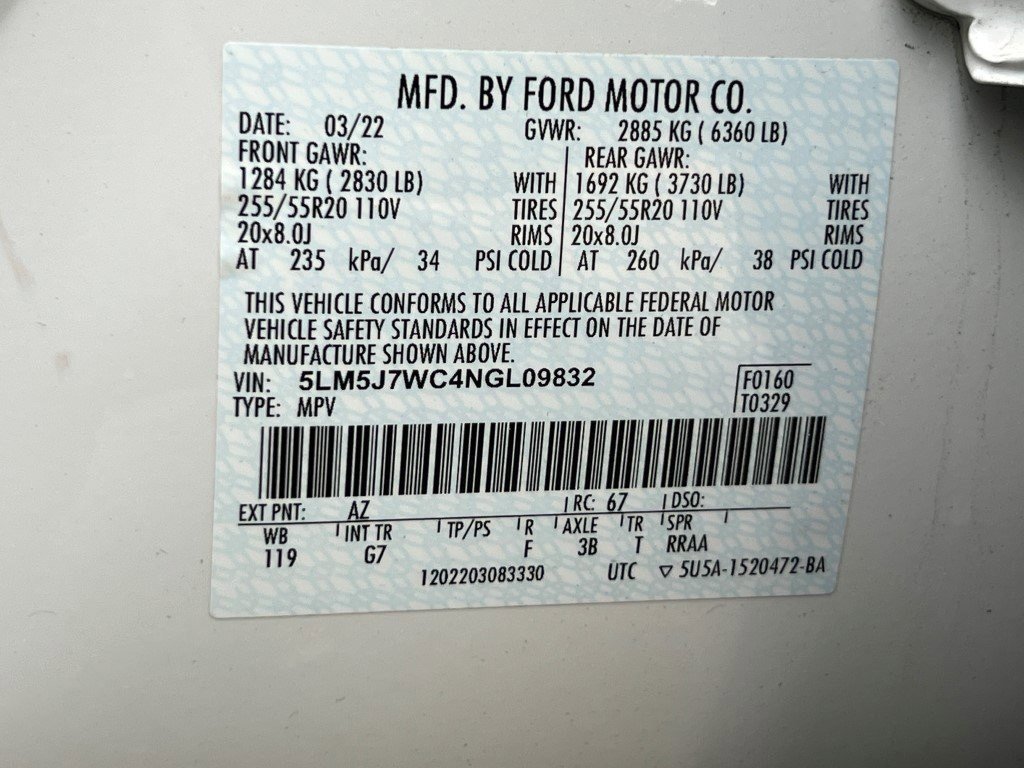 MFD. BY FORD MOTOR CO.
DATE: 03/22 GVWR: 2885 KG ( 6360 LB)
FRONT GAWR: REAR GAWR:
1284 KG ( 2830 LB) WITH 1692 KG ( 3730 LB) WITH
255/55R20 110V TIRES 255/55R20 110V TIRES
20x8.0J RIMS 20x8.0J RIMS
AT 235 kPa/ 34 PSI COLD AT 260 kPa/ 38 PSI COLD
THIS VEHICLE CONFORMS TO ALL APPLICABLE FEDERAL MOTOR
VEHICLE SAFETY STANDARDS IN EFFECT ON THE DATE OF
MANUFACTURE SHOWN ABOVE.
VIN: 5LM5J7WC4NGL09832 F0160
TYPE: MPV T0329
EXT PNT: AZ RC: 67 DSO:
WB INT TR TP/PS R AXLE TR SPR
119 G7 F 3B T RRAA
1202203083330 UTC ▽ 5U5A-1520472-BA